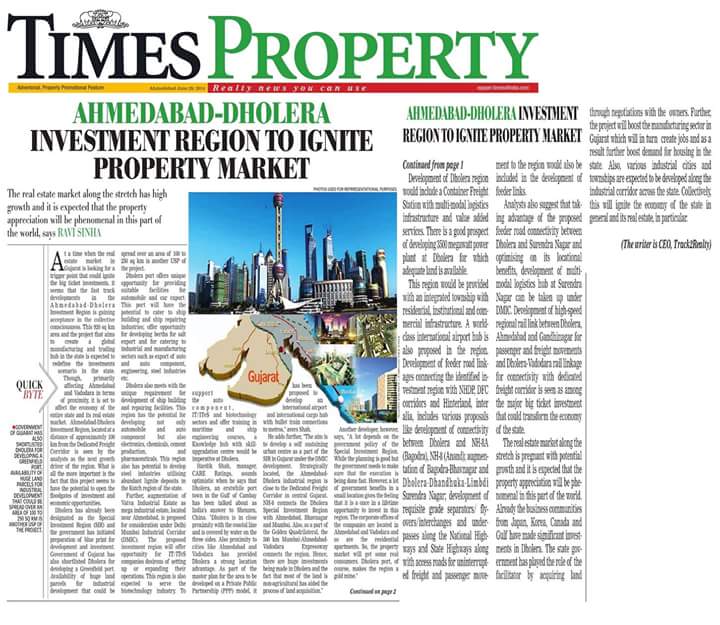 TIMES PROPERTY
Advertorial, Property Promotional Feature
Ahmedabad June 28, 2014
Realty news you can use
epaper.timesofindia.com
AHMEDABAD-DHOLERA
INVESTMENT REGION TO IGNITE
PROPERTY MARKET
The real estate market along the stretch has high
growth and it is expected that the property
appreciation will be phenomenal in this part of
the world, says RAVI SINHA
PHOTOS USED FOR REPRESENTATIONAL PURPOSES
At a time when the real
estate market in
Gujarat is looking for a
trigger point that could ignite
the big ticket investments, it
seems that the fast track
developments in the
Ahmedabad-Dholera
Investment Region is gaining
acceptance in the collective
consciousness. This 920 sq km
area and the project that aims
to create a global
manufacturing and trading
hub in the state is expected to
redefine the investments
scenario in the state.
Though, primarily
affecting Ahmedabad
and Vadodara in terms
of proximity, it is set to
affect the economy of the
entire state and its real estate
market. Ahmedabad-Dholera
Investment Region, located at a
distance of approximately 100
km from the Dedicated Freight
Corridor is seen by the
analysts as the next growth
driver of the region. What is
all the more important is the
fact that this project seems to
have the potential to open the
floodgates of investment and
economic opportunities.
Dholera has already been
designated as the Special
Investment Region (SIR) and
the government has initiated
preparation of blue print for
development and investment.
Government of Gujarat has
also shortlisted Dholera for
developing a Greenfield port.
Availability of huge land
parcels for industrial
development that could be
QUICK
BYTE
GOVERNMENT
OF GUJARAT HAS
ALSO
SHORTLISTED
DHOLERA FOR
DEVELOPING A
GREENFIELD
PORT.
AVAILABILITY OF
HUGE LAND
PARCELS FOR
INDUSTRIAL
DEVELOPMENT
THAT COULD BE
SPREAD OVER AN
AREA OF 100 TO
250 SQ KM IS
ANOTHER USP OF
THE PROJECT.
spread over an area of 100 to
250 sq km is another USP of
the project.
Dholera port offers unique
opportunity for providing
suitable facilities for
automobile and car export.
This port will have the
potential to cater to ship
building and ship repairing
industries, offer opportunity
for developing berths for salt
export and for catering to
industrial and manufacturing
sectors such as export of auto
and auto component,
engineering, steel industries
etc.
Dholera also meets with the
unique requirement for
development of ship building
and repairing facilities. This
region has the potential for
developing not only
automobile and auto
component but also
electronics, chemicals, cement
production, and
pharmaceuticals. This region
also has potential to develop
steel industries utilising
abundant lignite deposits in
the Kutch region of the state.
Further, augmentation of
Vatva Industrial Estate as
mega industrial estate, located
near Ahmedabad, is proposed
for consideration under Delhi
Mumbai Industrial Corridor
(DMIC). The proposed
investment region will offer
opportunity for IT/ITeS
companies desirous of setting
up or expanding their
operations. This region is also
expected to serve the
biotechnology industry. To
Gujarat
support
the auto
component,
IT/ITeS and biotechnology
sectors and offer training in
maritime and ship
engineering courses, a
Knowledge hub with skill
upgradation centre would be
imperative at Dholera.
Hardik Shah, manager,
CARE Ratings, sounds
optimistic when he says that
Dholera, an erstwhile port
town in the Gulf of Cambay
has been talked about as
India's answer to Shenzen,
China. "Dholera is in close
proximity with the coastal line
and is covered by water on the
three sides. Also proximity to
cities like Ahmedabad and
Vadodara has provided
Dholera a strong location
advantage. As part of the
master plan for the area to be
developed on a Private Public
Partnership (PPP) model, it
has been
proposed to
develop an
international airport
and international cargo hub
with bullet train connections
to metros," avers Shah.
He adds further, "The aim is
to develop a self sustaining
urban centre as a part of the
SIR in Gujarat under the DMIC
development. Strategically
located, the Ahmedabad-
Dholera industrial region is
close to the Dedicated Freight
Corridor in central Gujarat.
NH-8 connects the Dholera
Special Investment Region
with Ahmedabad, Bhavnagar
and Mumbai. Also, as a part of
the Golden Quadrilateral, the
100 km Mumbai-Ahmedabad
Vadodara Expressway
connects the region. Hence,
there are huge investments
being made in Dholera and the
fact that most of the land is
non-agricultural has aided the
process of land acquisition."
Another developer, however,
says, "A lot depends on the
government policy of the
Special Investment Region.
While the planning is good but
the government needs to make
sure that the execution is
being done fast. However, a lot
of government benefits in a
small location gives the feeling
that it is a once in a lifetime
opportunity to invest in this
region. The corporate offices of
the companies are located in
Ahmedabad and Vadodara and
so are the residential
apartments. So, the property
market will get some real
consumers. Dholera port, of
course, makes the region a
gold mine."
Continued on page 2
AHMEDABAD-DHOLERA INVESTMENT
REGION TO IGNITE PROPERTY MARKET
Continued from page 1
Development of Dholera region
would include a Container Freight
Station with multi-modal logistics
infrastructure and value added
services. There is a good prospect
of developing 5500 megawatt power
plant at Dholera for which
adequate land is available.
This region would be provided
with an integrated township with
residential, institutional and com-
mercial infrastructure. A world-
class international airport hub is
also proposed in the region.
Development of feeder road link-
ages connecting the identified in-
vestment region with NHDP, DFC
corridors and Hinterland, inter
alia, includes various proposals
like development of connectivity
between Dholera and NH-8A
(Bagodra), NH-8 (Anand); augmen-
tation of Bagodra-Bhavnagar and
Dholera-Dhandhuka-Limbdi
Surendra Nagar; development of
requisite grade separators/ fly-
overs/interchanges and under-
passes along the National High-
ways and State Highways along
with access roads for uninterrupt-
ed freight and passenger move-
ment to the region would also be
included in the development of
feeder links.
Analysts also suggest that tak-
ing advantage of the proposed
feeder road connectivity between
Dholera and Surendra Nagar and
optimising on its locational
benefits, development of multi-
modal logistics hub at Surendra
Nagar can be taken up under
DMIC. Development of high-speed
regional rail link between Dholera,
Ahmedabad and Gandhinagar for
passenger and freight movements
and Dholera-Vadodara rail linkage
for connectivity with dedicated
freight corridor is seen as among
the major big ticket investment
that could transform the economy
of the state.
The real estate market along the
stretch is pregnant with potential
growth and it is expected that the
property appreciation will be phe-
nomenal in this part of the world.
Already the business communities
from Japan, Korea, Canada and
Gulf have made significant invest-
ments in Dholera. The state gov-
ernment has played the role of the
facilitator by acquiring land
through negotiations with the owners. Further,
the project will boost the manufacturing sector in
Gujarat which will in turn create jobs and as a
result further boost demand for housing in the
state. Also, various industrial cities and
townships are expected to be developed along the
industrial corridor across the state. Collectively,
this will ignite the economy of the state in
general and its real estate, in particular.
(The writer is CEO, Track2Realty)